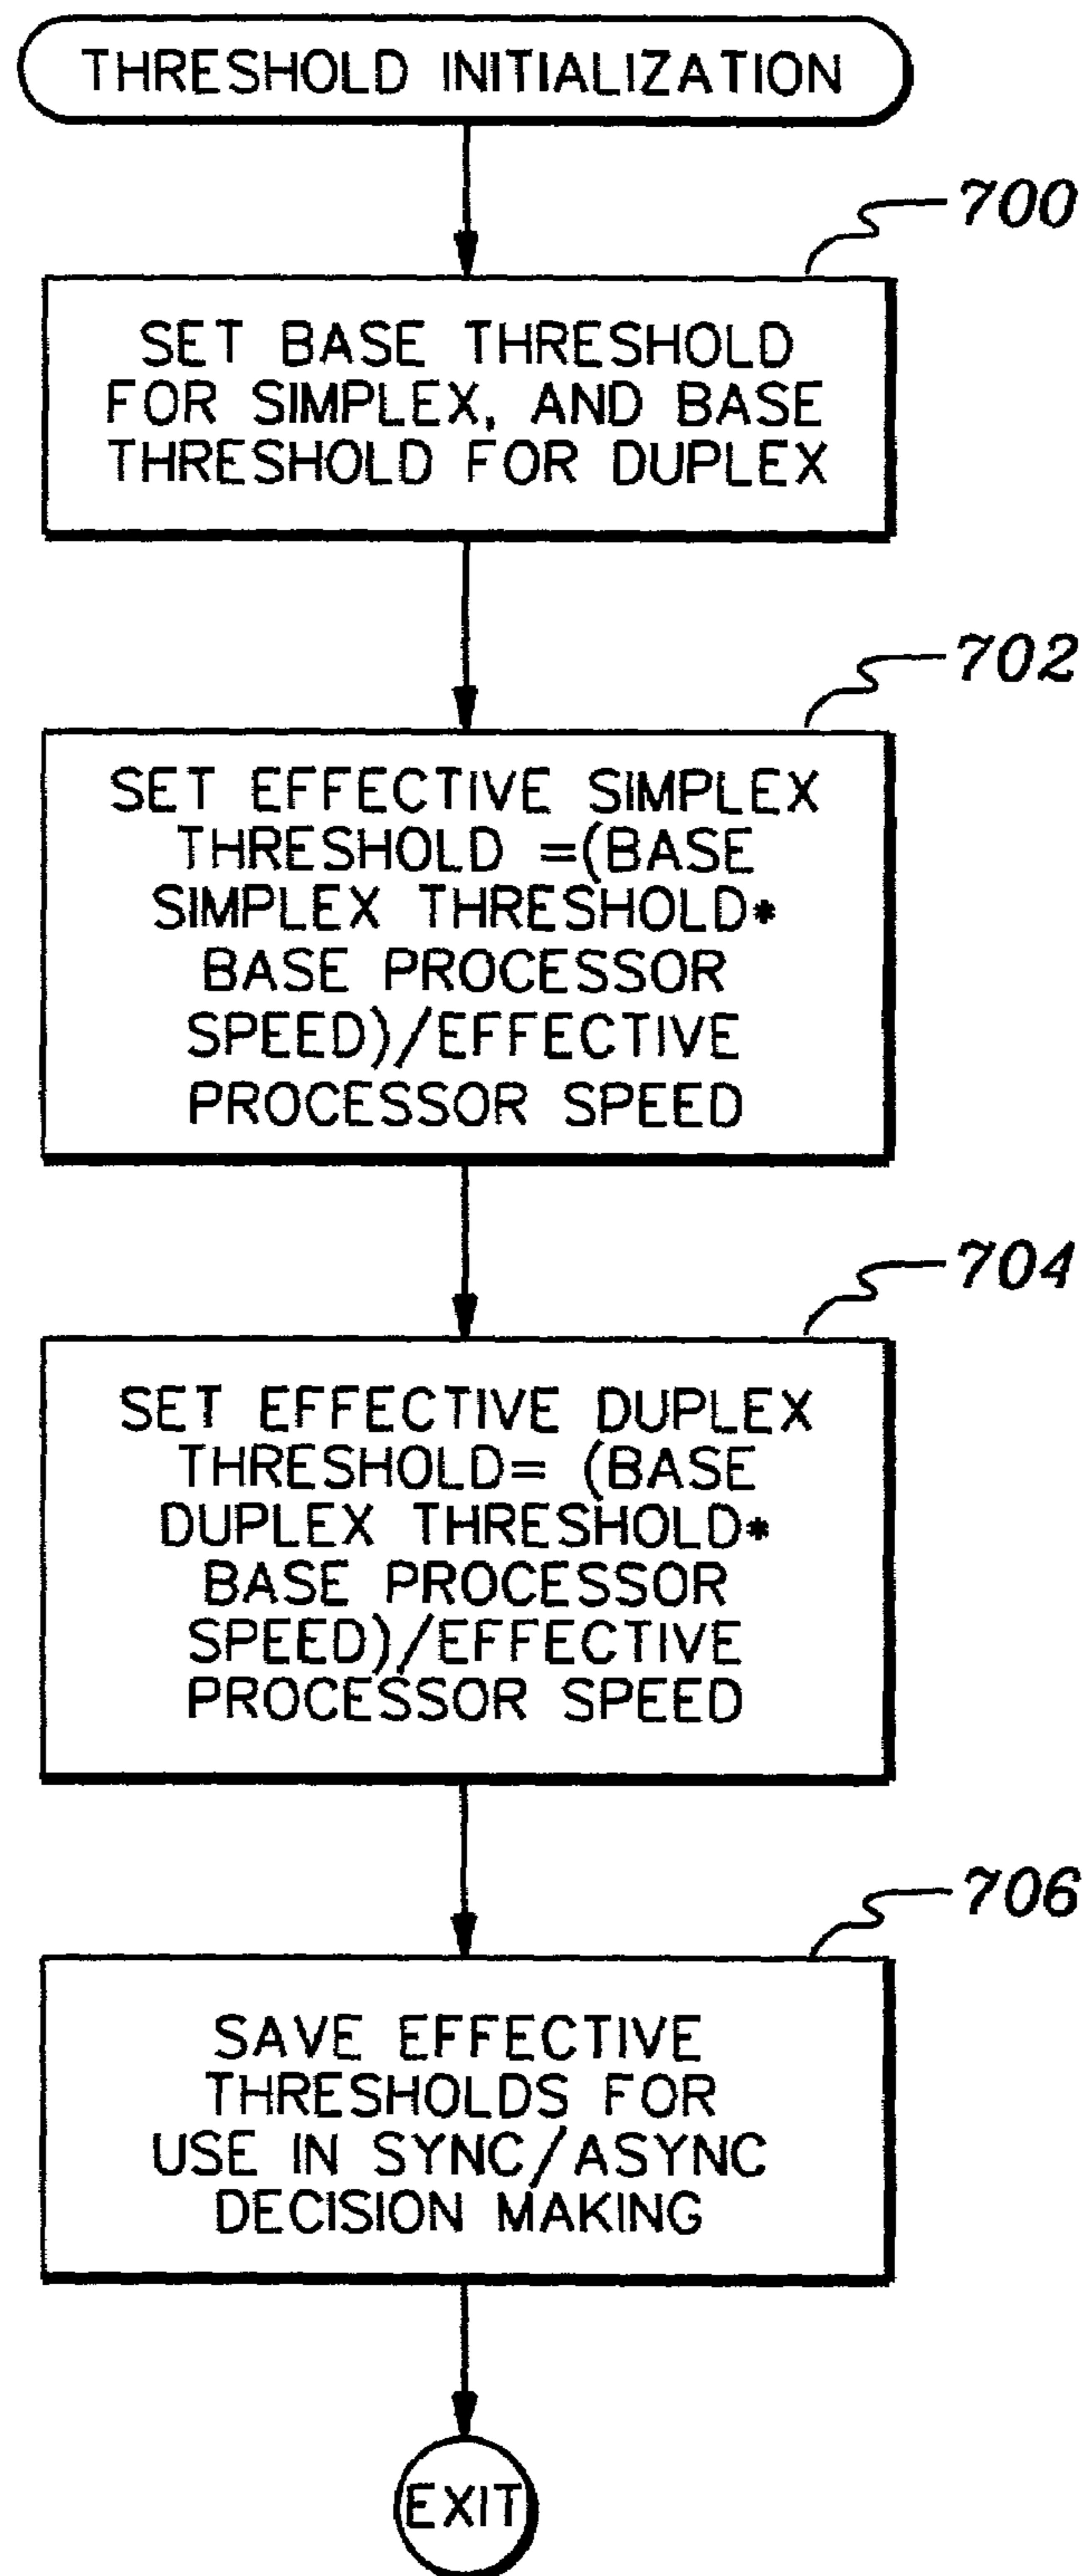 THRESHOLD INITIALIZATION
700
SET BASE THRESHOLD
FOR SIMPLEX, AND BASE
THRESHOLD FOR DUPLEX
702
SET EFFECTIVE SIMPLEX
THRESHOLD =(BASE
SIMPLEX THRESHOLD*
BASE PROCESSOR
SPEED)/EFFECTIVE
PROCESSOR SPEED
704
SET EFFECTIVE DUPLEX
THRESHOLD= (BASE
DUPLEX THRESHOLD*
BASE PROCESSOR
SPEED)/EFFECTIVE
PROCESSOR SPEED
706
SAVE EFFECTIVE
THRESHOLDS FOR
USE IN SYNC/ASYNC
DECISION MAKING
EXIT